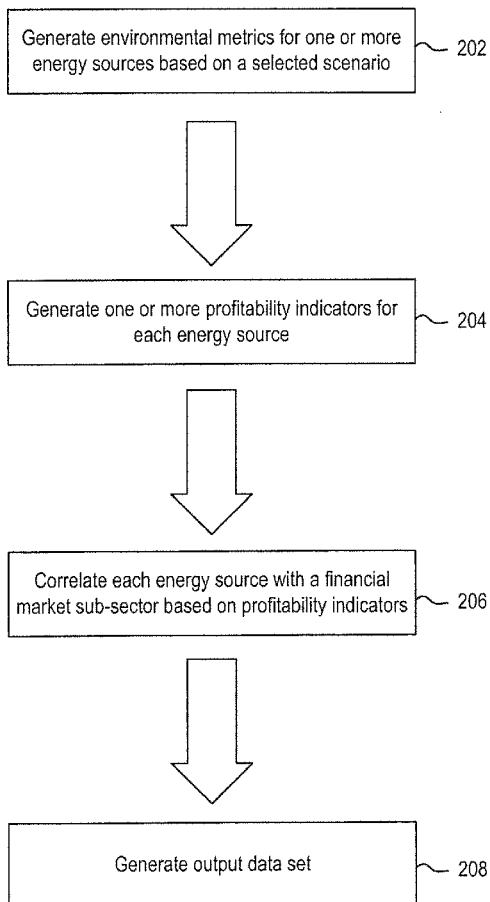 Generate environmental metrics for one or more
energy sources based on a selected scenario
202
Generate one or more profitability indicators for
each energy source
204
Correlate each energy source with a financial
market sub-sector based on profitability indicators
206
Generate output data set
208